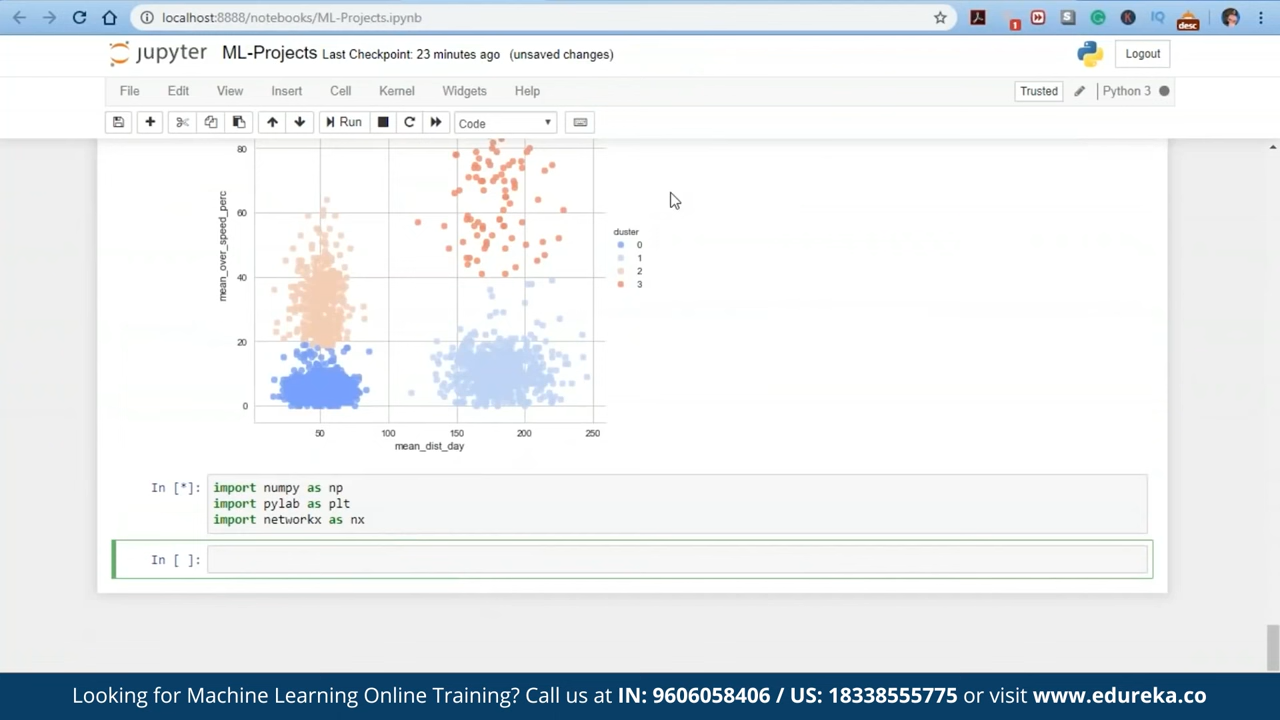 localhost:8888/notebooks/ML-Projects.ipynb
1
IQ
desc
jupyter ML-Projects Last Checkpoint: 23 minutes ago (unsaved changes)
Logout
File Edit View Insert Cell Kernel Widgets Help
Trusted
Python 3
Run
Code
80
60
40
20
0
mean_over_speed_perc
50 100 150 200 250
mean_dist_day
cluster
0
1
2
3
In [*]:
import numpy as np
import pylab as plt
import networkx as nx
In [ ]:
Looking for Machine Learning Online Training? Call us at IN: 9606058406 / US: 18338555775 or visit www.edureka.co